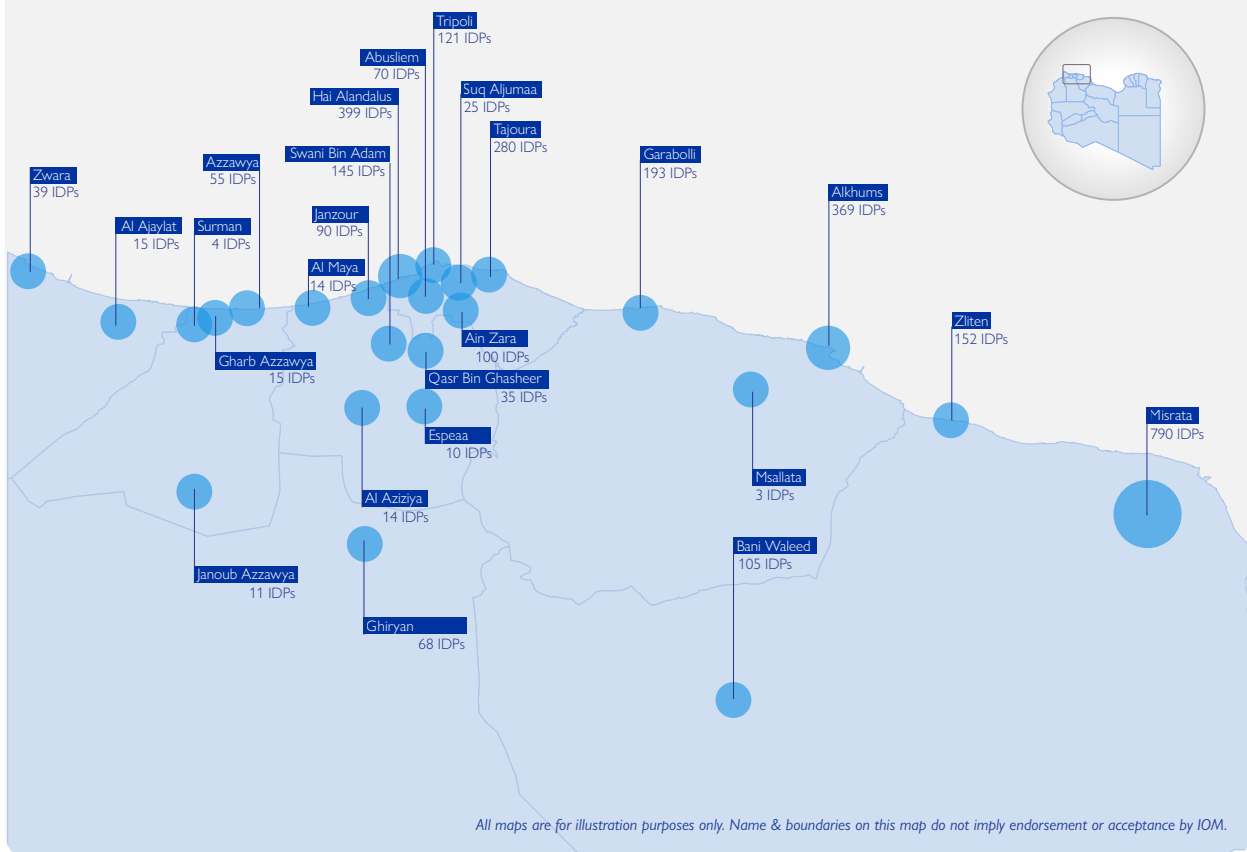 Tripoli
121 IDPs
Abusliem
70 IDPs
Hai Alandalus
399 IDPs
Suq Aljumaa
25 IDPs
Tajoura
280 IDPs
Swani Bin Adam
145 IDPs
Garabolli
193 IDPs
Azzawya
55 IDPs
Zwara
39 IDPs
Alkhums
369 IDPs
Janzour
90 IDPs
Al Ajaylat
15 IDPs
Surman
4 IDPs
Al Maya
14 IDPs
Zliten
152 IDPs
Ain Zara
100 IDPs
Gharb Azzawya
15 IDPs
Qasr Bin Ghasheer
35 IDPs
Misrata
790 IDPs
Espeaa
10 IDPs
Msallata
3 IDPs
Al Aziziya
14 IDPs
Bani Waleed
105 IDPs
Janoub Azzawya
11 IDPs
Ghiryan
68 IDPs
All maps are for illustration purposes only. Name & boundaries on this map do not imply endorsement or acceptance by IOM.